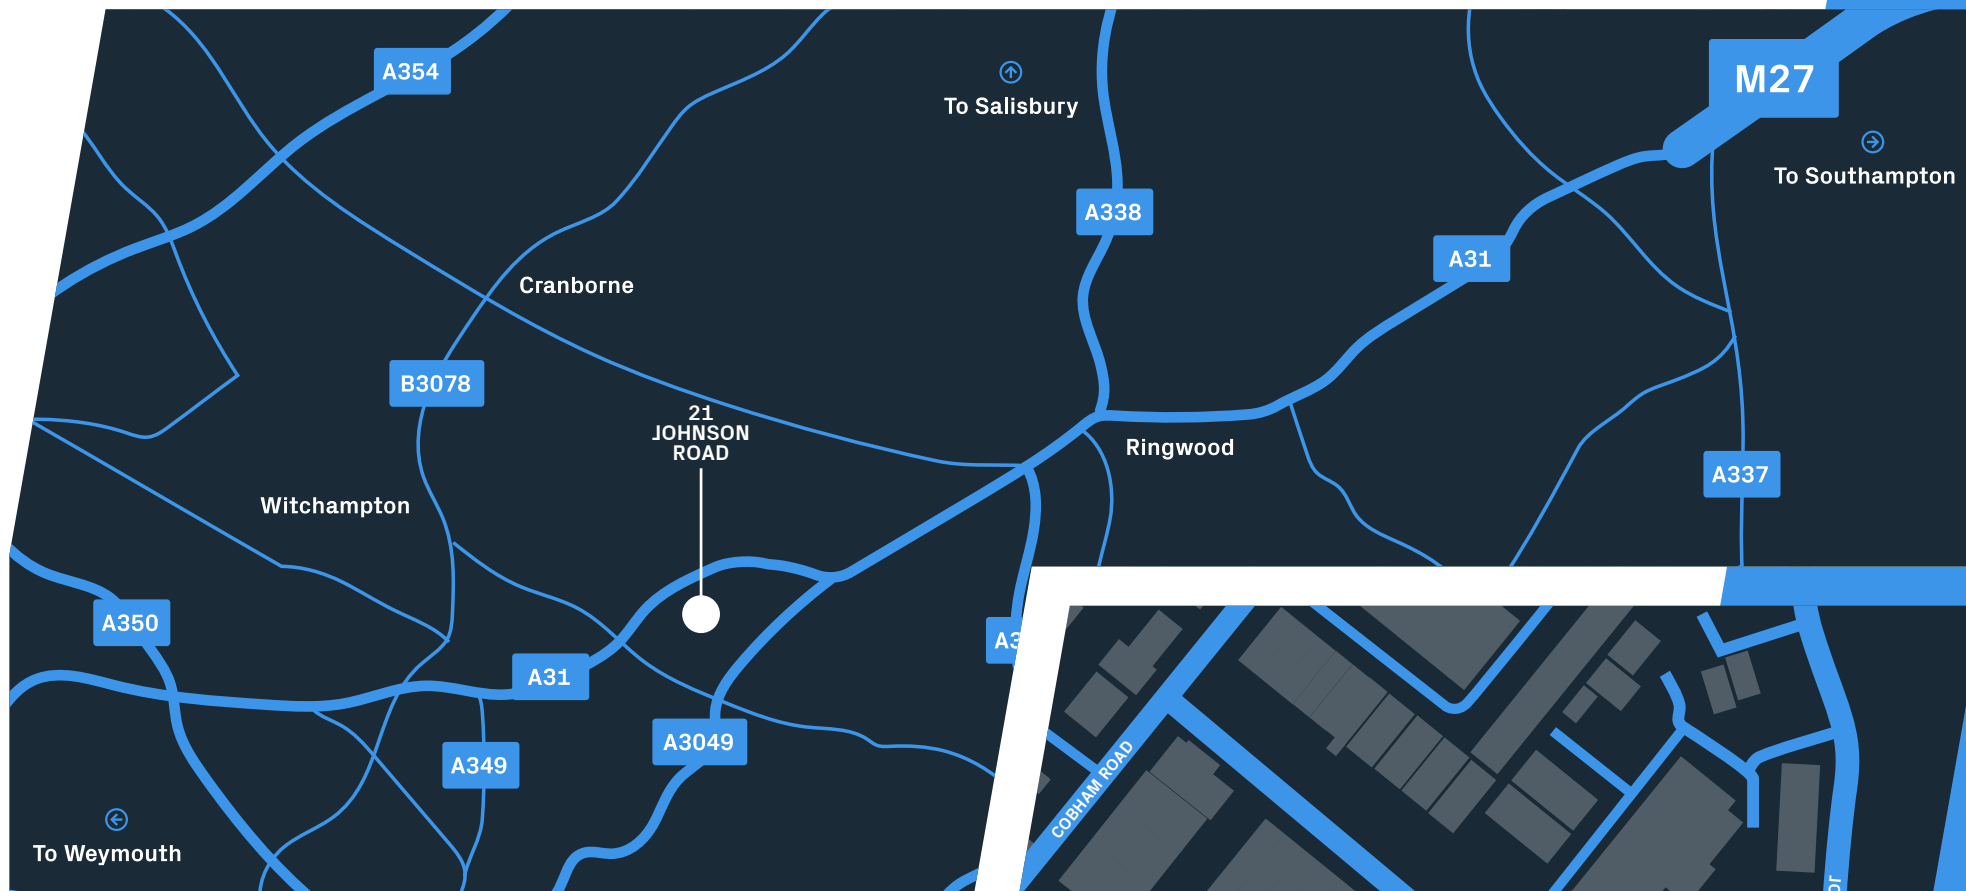 A354
M27
To Salisbury
To Southampton
A338
A31
Cranborne
B3078
21
JOHNSON
ROAD
Ringwood
A337
Witchampton
A350
A31
A3049
A349
COBHAM ROAD
To Weymouth